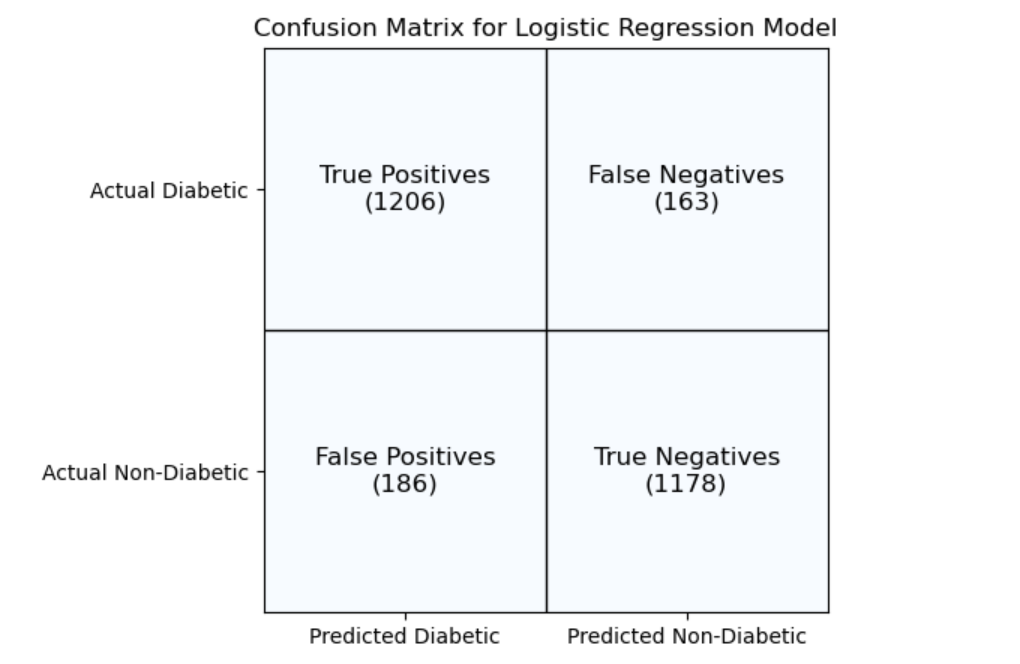 Confusion Matrix for Logistic Regression Model
Actual Diabetic
True Positives
(1206)
False Negatives
(163)
Actual Non-Diabetic
False Positives
(186)
True Negatives
(1178)
Predicted Diabetic
Predicted Non-Diabetic